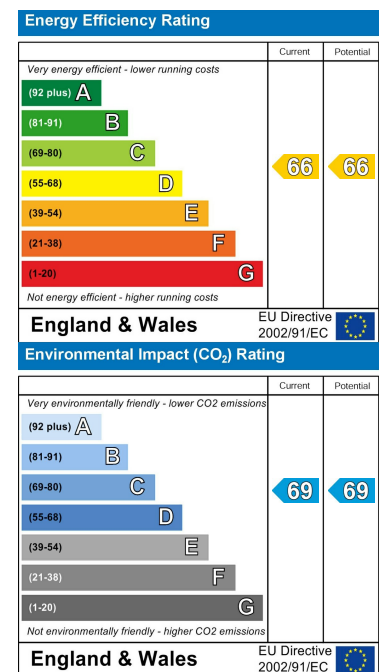 Energy Efficiency Rating
Current Potential
Very energy efficient - lower running costs
(92 plus) A
(81-91) B
(69-80) C
(55-68) D
(39-54) E
(21-38) F
(1-20) G
66 66
Not energy efficient - higher running costs
England & Wales
EU Directive
2002/91/EC
Environmental Impact (CO₂) Rating
Current Potential
Very environmentally friendly - lower CO2 emissions
(92 plus) A
(81-91) B
(69-80) C
(55-68) D
(39-54) E
(21-38) F
(1-20) G
69 69
Not environmentally friendly - higher CO2 emissions
England & Wales
EU Directive
2002/91/EC